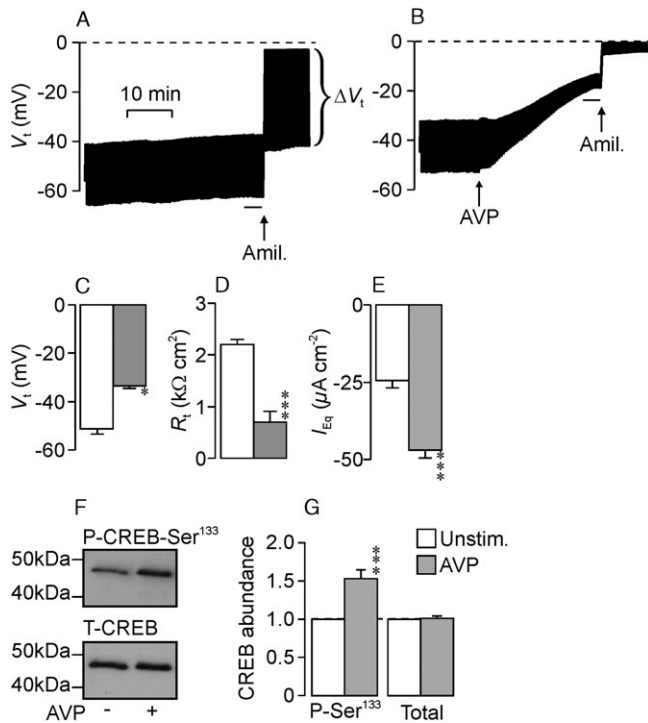 A
B
0
-20
-40
-60
Vt (mV)
10 min
ΔVt
Amil.
0
-20
-40
-60
AVP
Amil.
C
D
E
0
-20
-40
-60
Vt (mV)
*
3
2
1
0
Rt (kΩ cm²)
***
0
-25
-50
IEq (µA cm-2)
***
F
P-CREB-Ser133
50kDa
40kDa
T-CREB
50kDa
40kDa
AVP - +
G
Unstim.
AVP
2.0
1.5
1.0
0.5
0
CREB abundance
***
P-Ser133 Total